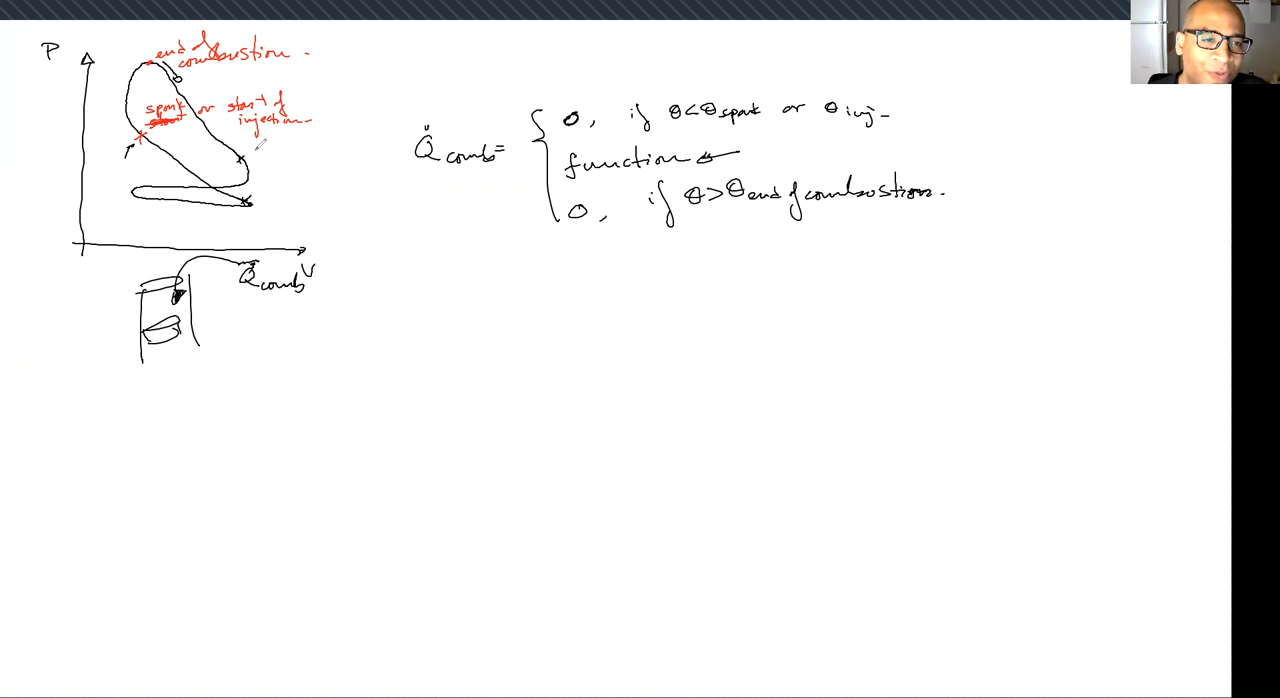 P
end of
combustion.
spark or start of
injection-
V
Q̇comb
Q̇comb=
0, if θ<θspark or θinj-
function
0, if θ>θend of combustion.